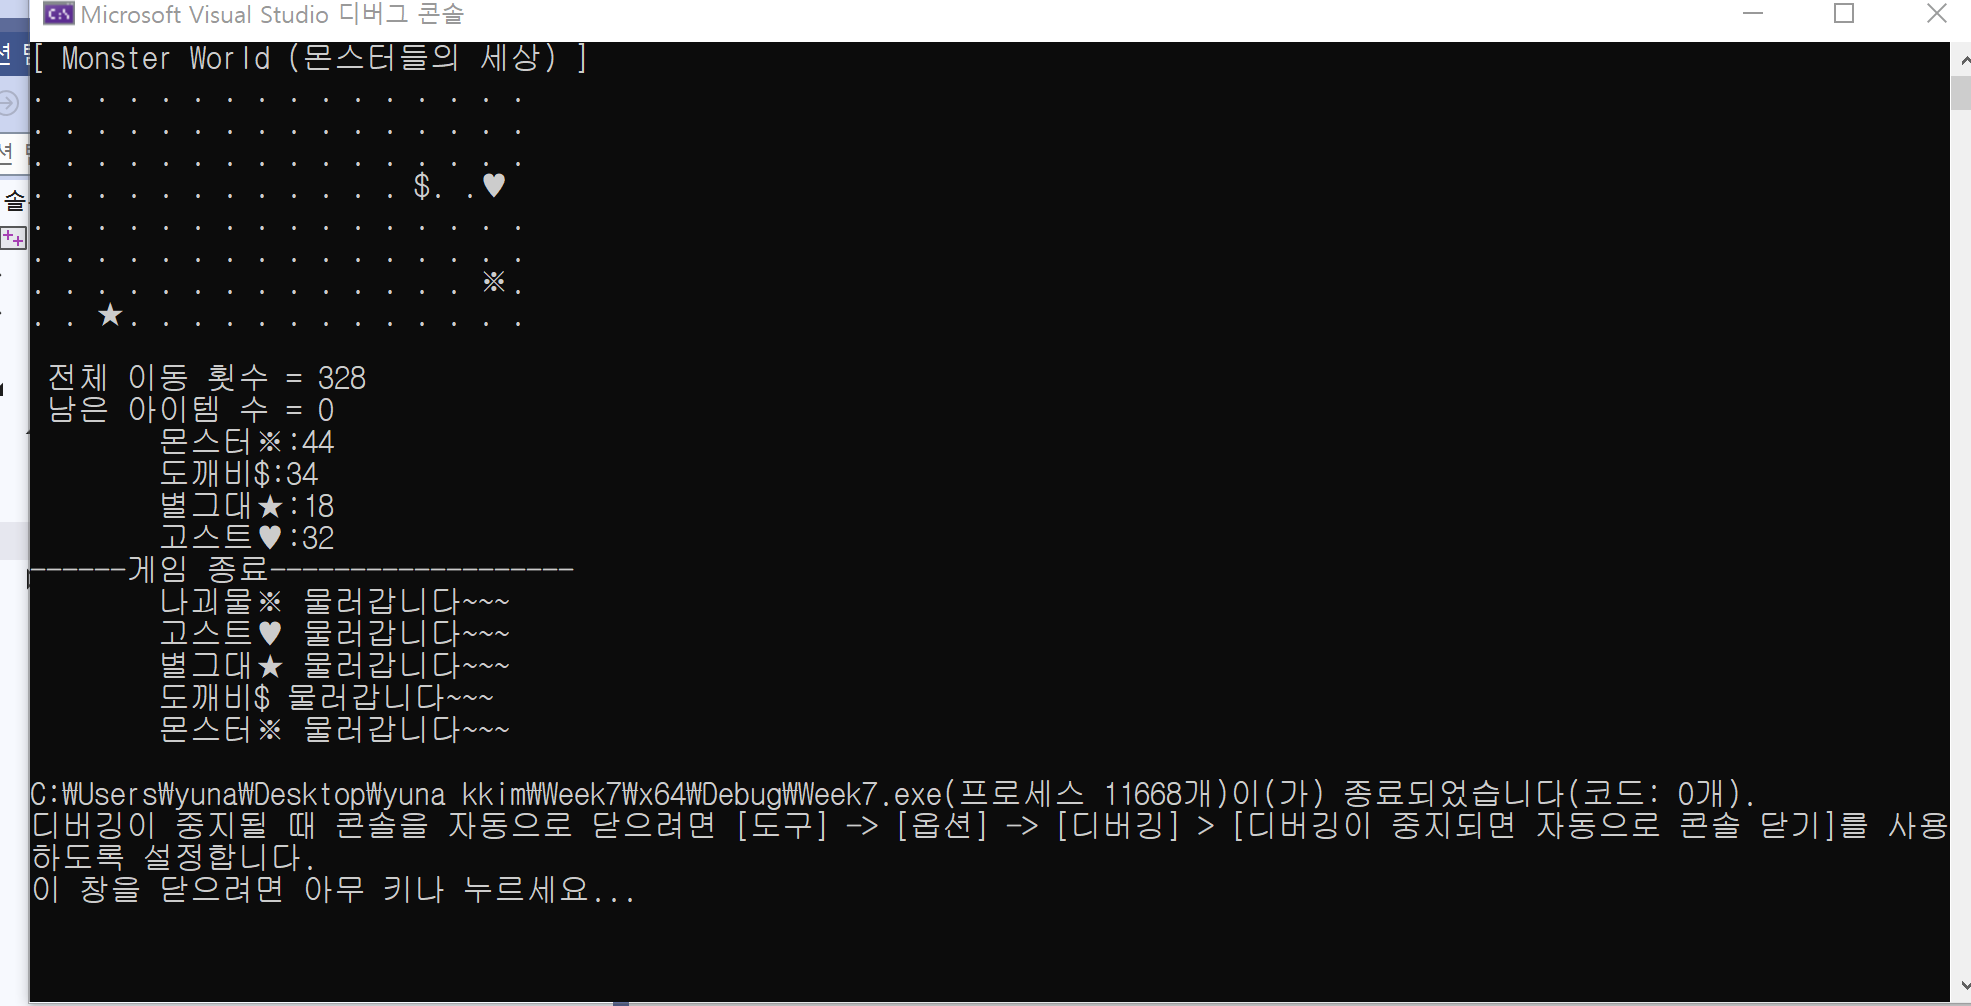 Microsoft Visual Studio 디버그 콘솔
[ Monster World (몬스터들의 세상) ]
. . . . . . . . . . . . . . . .
. . . . . . . . . . . . . . . .
. . . . . . . . . . . . . . . .
. . . . . . . . . . . . $. .♥
. . . . . . . . . . . . . . . .
. . . . . . . . . . . . . . . .
. . . . . . . . . . . . . . ※.
. . ★. . . . . . . . . . . . .
전체 이동 횟수 = 328
남은 아이템 수 = 0
몬스터※:44
도깨비$:34
별그대★:18
고스트♥:32
------게임 종료-------------------
나괴물※ 물러갑니다~~~
고스트♥ 물러갑니다~~~
별그대★ 물러갑니다~~~
도깨비$ 물러갑니다~~~
몬스터※ 물러갑니다~~~
C:₩Users₩yuna₩Desktop₩yuna kkim₩Week7₩x64₩Debug₩Week7.exe(프로세스 11668개)이(가) 종료되었습니다(코드: 0개).
디버깅이 중지될 때 콘솔을 자동으로 닫으려면 [도구] -> [옵션] -> [디버깅] > [디버깅이 중지되면 자동으로 콘솔 닫기]를 사용
하도록 설정합니다.
이 창을 닫으려면 아무 키나 누르세요...